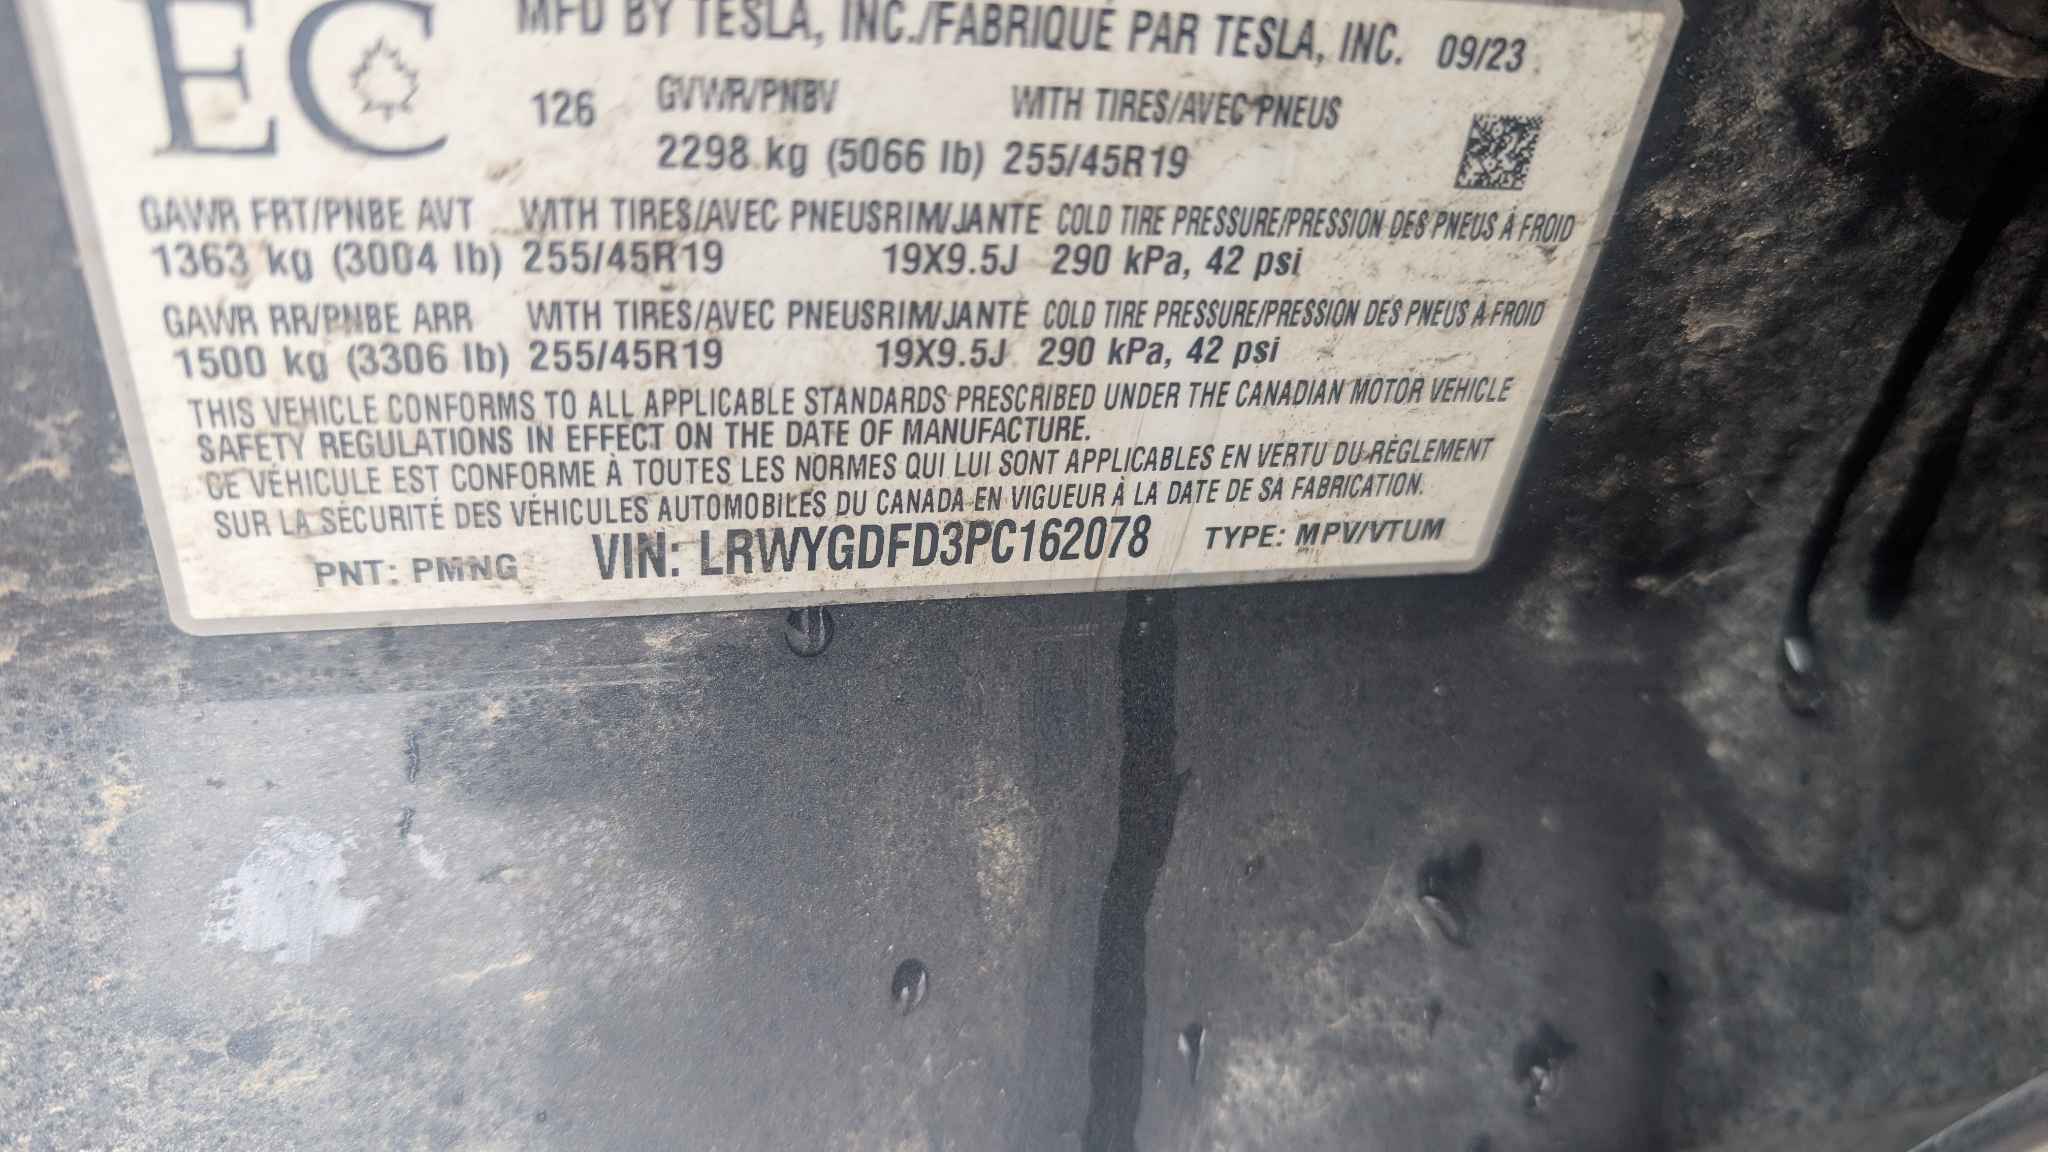 EC
MFD BY TESLA, INC./FABRIQUÉ PAR TESLA, INC. 09/23
126 GVWR/PNBV WITH TIRES/AVEC PNEUS
2298 kg (5066 lb) 255/45R19
GAWR FRT/PNBE AVT WITH TIRES/AVEC PNEUS RIM/JANTE COLD TIRE PRESSURE/PRESSION DES PNEUS À FROID
1363 kg (3004 lb) 255/45R19 19X9.5J 290 kPa, 42 psi
GAWR RR/PNBE ARR WITH TIRES/AVEC PNEUS RIM/JANTE COLD TIRE PRESSURE/PRESSION DES PNEUS À FROID
1500 kg (3306 lb) 255/45R19 19X9.5J 290 kPa, 42 psi
THIS VEHICLE CONFORMS TO ALL APPLICABLE STANDARDS PRESCRIBED UNDER THE CANADIAN MOTOR VEHICLE
SAFETY REGULATIONS IN EFFECT ON THE DATE OF MANUFACTURE.
CE VÉHICULE EST CONFORME À TOUTES LES NORMES QUI LUI SONT APPLICABLES EN VERTU DU RÈGLEMENT
SUR LA SÉCURITÉ DES VÉHICULES AUTOMOBILES DU CANADA EN VIGUEUR À LA DATE DE SA FABRICATION.
PNT: PMNG VIN: LRWYGDFD3PC162078 TYPE: MPV/VTUM